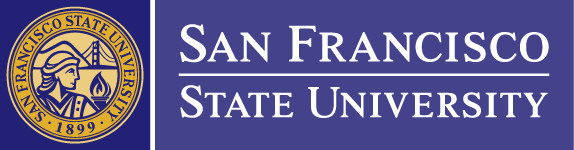 SAN FRANCISCO STATE UNIVERSITY
· 1899 ·
SAN FRANCISCO
STATE UNIVERSITY